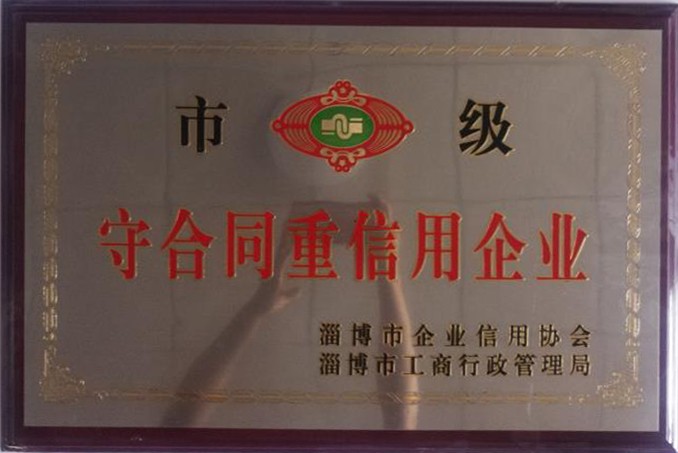 市 级
守合同重信用企业
淄博市企业信用协会
淄博市工商行政管理局